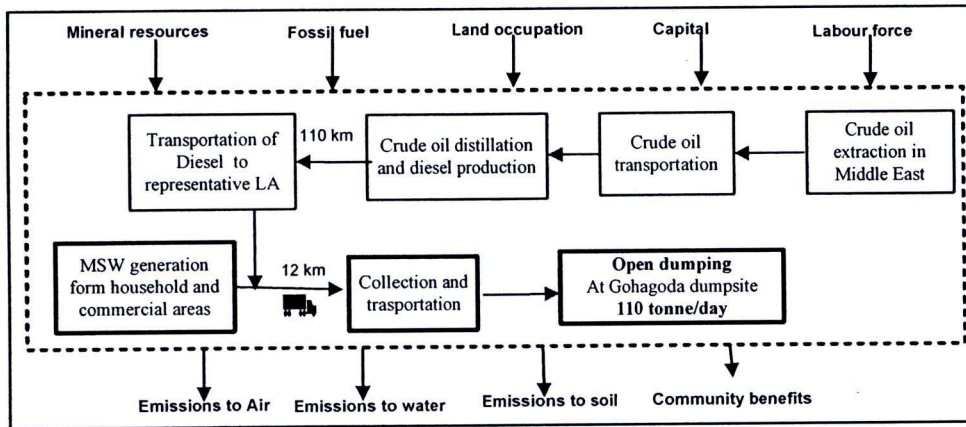 Mineral resources
Fossil fuel
Land occupation
Capital
Labour force
Transportation of
Diesel to
representative LA
110 km
Crude oil distillation
and diesel production
Crude oil
transportation
Crude oil
extraction in
Middle East
MSW generation
form household and
commercial areas
12 km
Collection and
trasportation
Open dumping
At Gohagoda dumpsite
110 tonne/day
Emissions to Air
Emissions to water
Emissions to soil
Community benefits